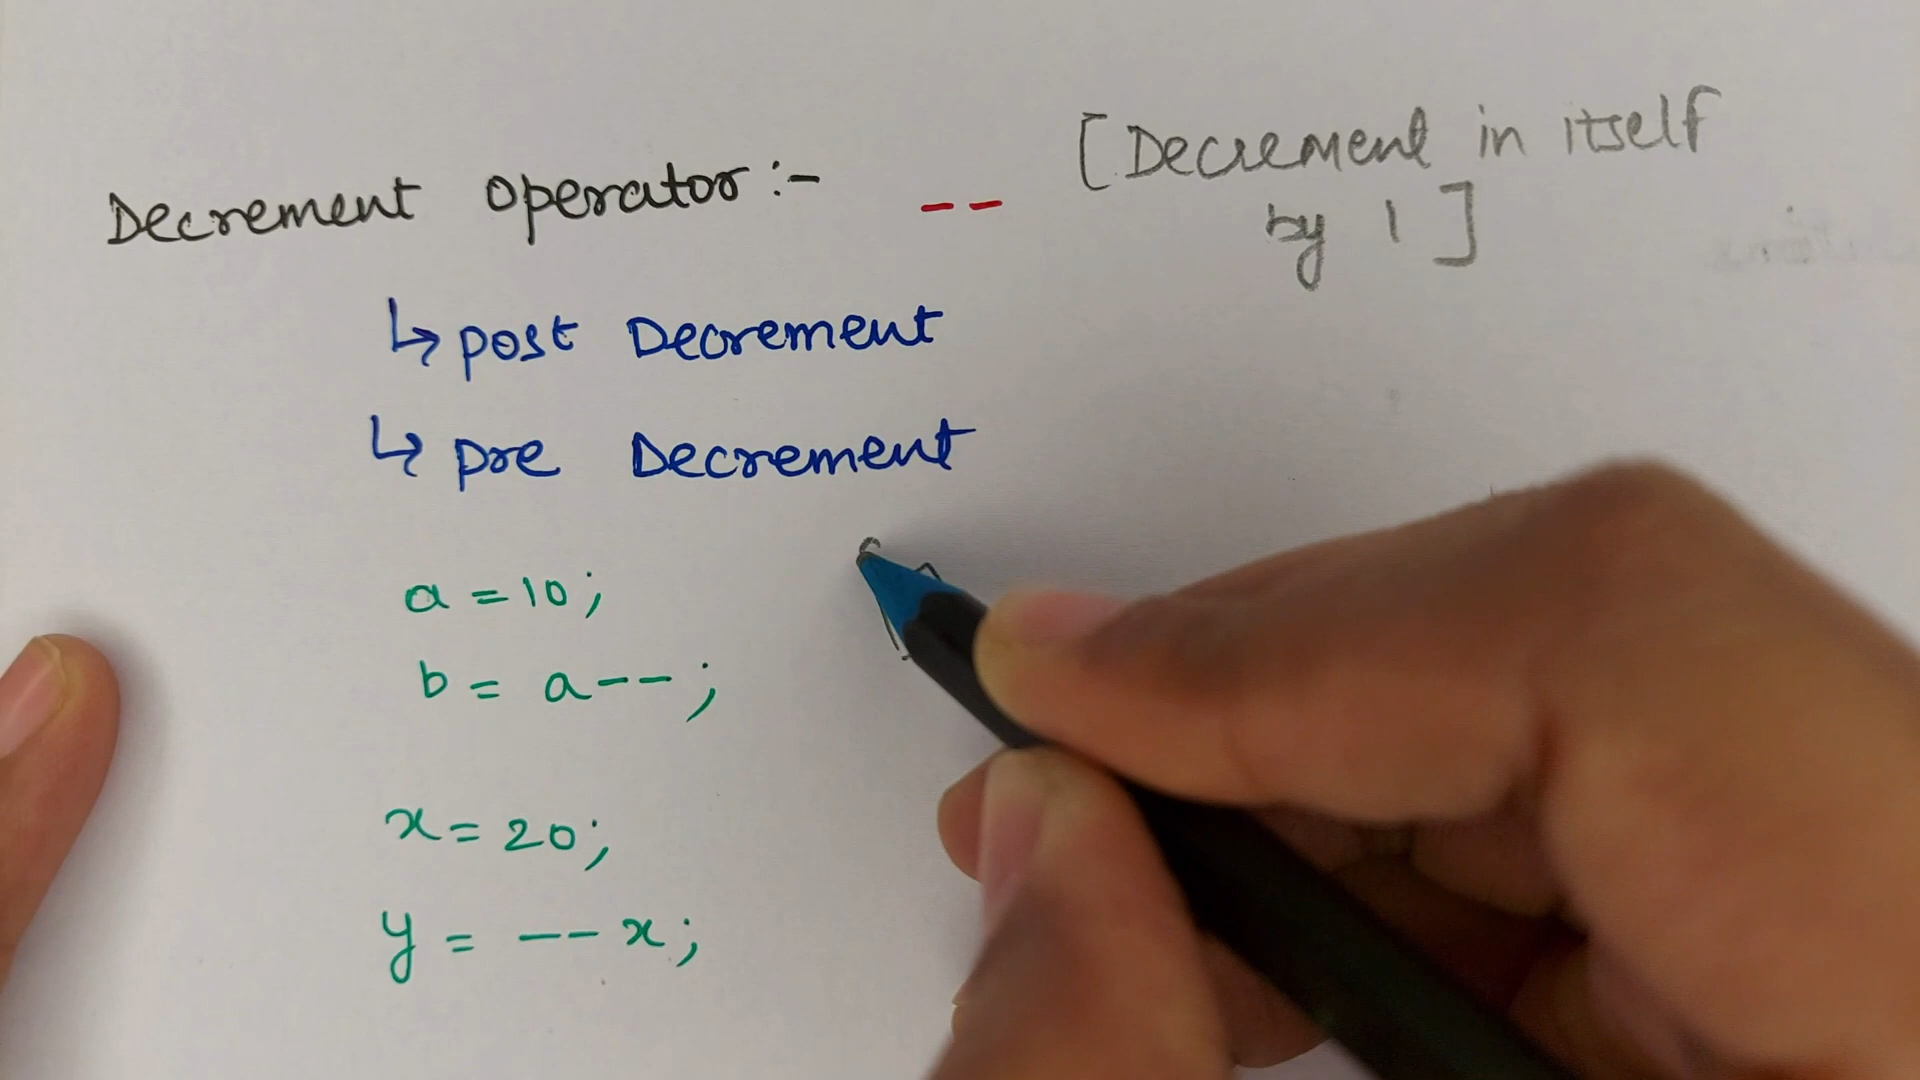 Decrement operator :- -- [Decrement in itself
by 1]
↳ post Decrement
↳ pre Decrement
a = 10;
b = a--;
x = 20;
y = --x;